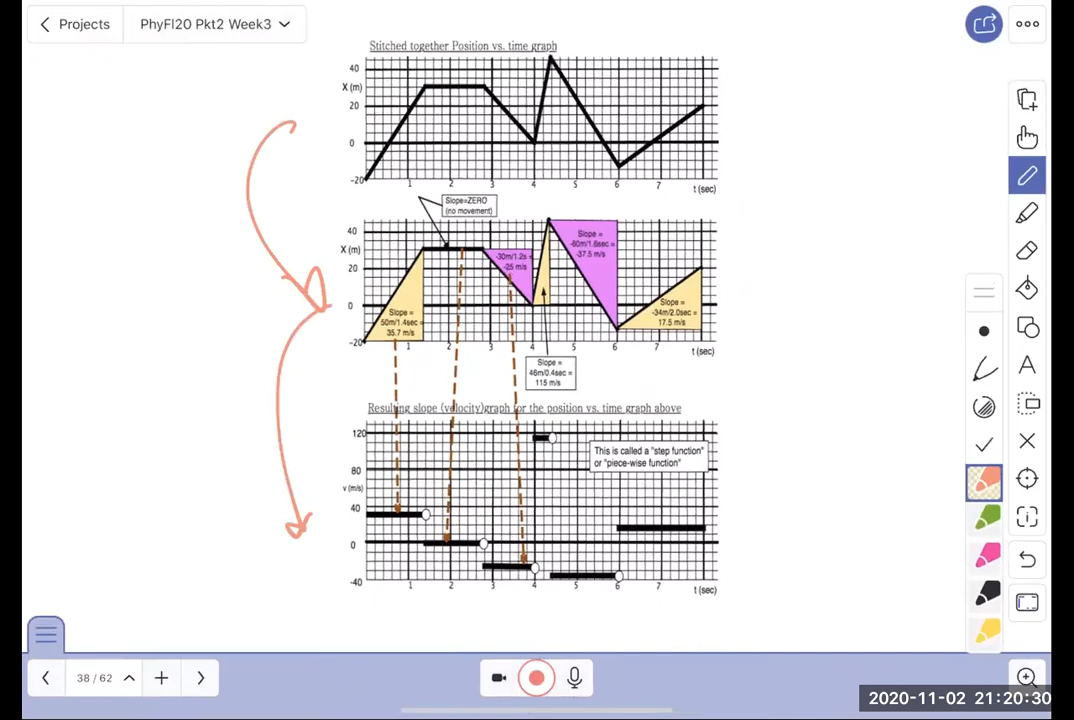 Projects
PhyFl20 Pkt2 Week3
Stitched together Position vs. time graph
40
X (m)
20
0
-20
1 2 3 4 5 6 7
t (sec)
Slope=ZERO
(no movement)
40
X (m)
20
0
-20
Slope =
50m/1.4sec =
35.7 m/s
-30m/1.2s =
-25 m/s
Slope =
-60m/1.6sec =
-37.5 m/s
Slope =
-34m/2.0sec =
17.5 m/s
1 2 3 4 5 6 7
t (sec)
Slope =
46m/0.4sec =
115 m/s
Resulting slope (velocity)graph for the position vs. time graph above
120
80
v (m/s)
40
0
-40
This is called a "step function"
or "piece-wise function"
1 2 3 4 5 6 7
t (sec)
A
38 / 62
2020-11-02 21:20:30